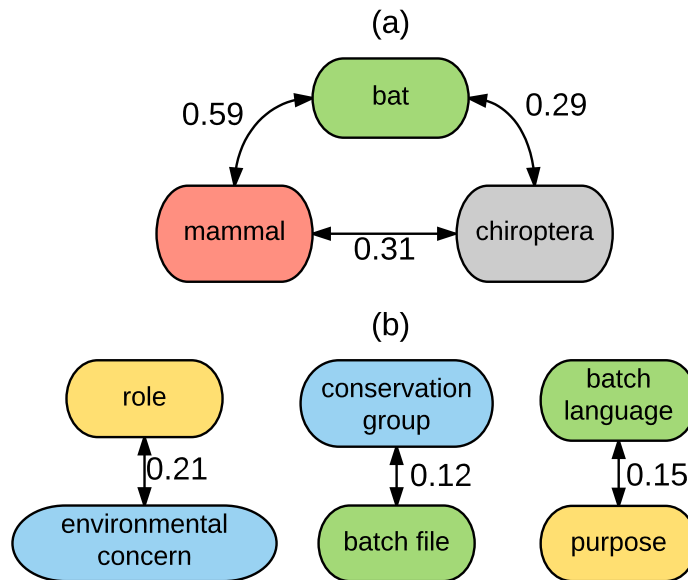 (a)
bat
0.59
0.29
mammal
chiroptera
0.31
(b)
role
conservation
group
batch
language
0.21
0.12
0.15
environmental
concern
batch file
purpose